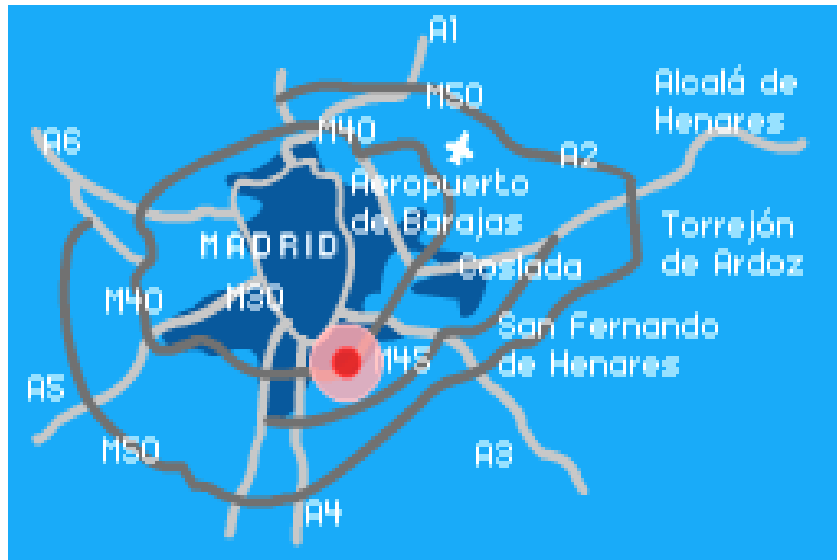 A1
Alcalá de
Henares
M50
M40
A6
A2
Aeropuerto
de Barajas
Torrejón
de Ardoz
MADRID
Coslada
M40
M30
San Fernando
de Henares
M45
A5
M50
A3
A4